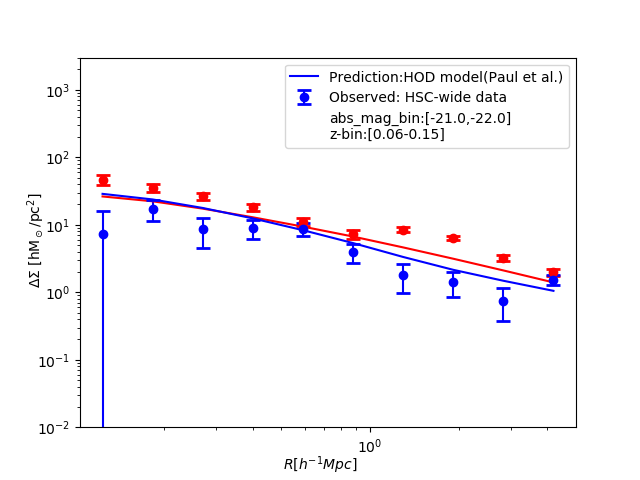 Prediction:HOD model(Paul et al.)
Observed: HSC-wide data
abs_mag_bin:[-21.0,-22.0]
z-bin:[0.06-0.15]
10³
10²
10¹
10⁰
10⁻¹
10⁻²
ΔΣ [hM⊙/pc²]
10⁰
R[h⁻¹Mpc]